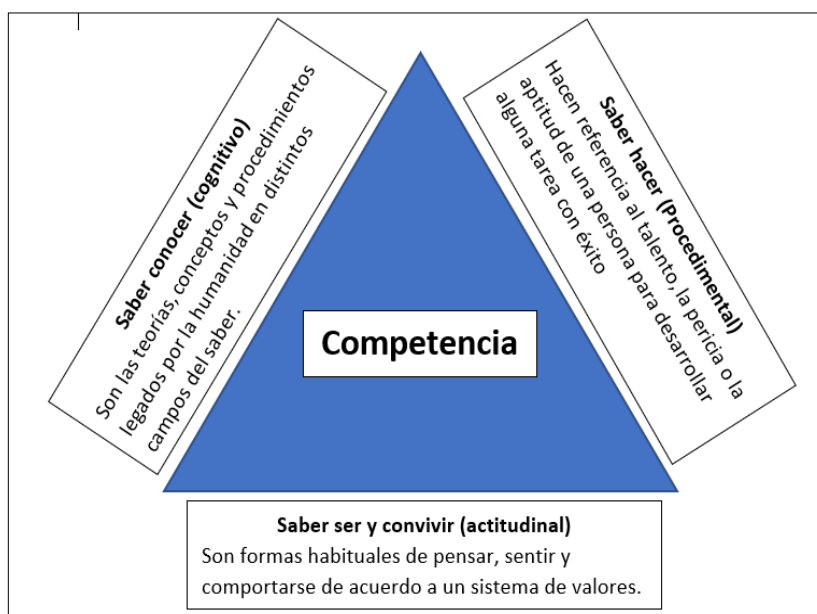 Saber conocer (cognitivo)
Son las teorías, conceptos y procedimientos
legados por la humanidad en distintos
campos del saber.
Saber hacer (Procedimental)
Hacen referencia al talento, la pericia o la
aptitud de una persona para desarrollar
alguna tarea con éxito
Competencia
Saber ser y convivir (actitudinal)
Son formas habituales de pensar, sentir y
comportarse de acuerdo a un sistema de valores.